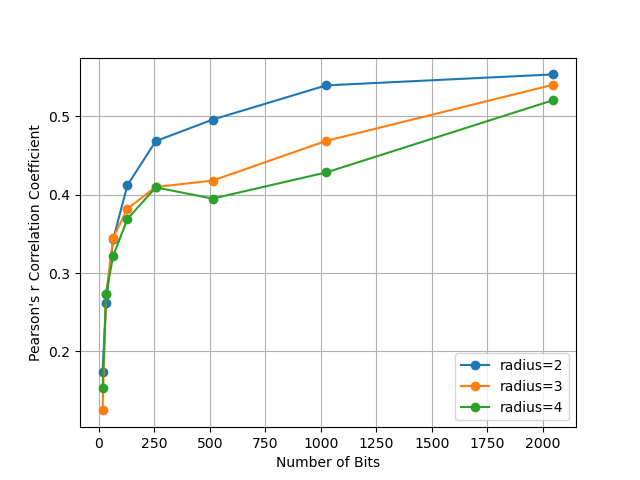 Pearson's r Correlation Coefficient
0.5
0.4
0.3
0.2
0 250 500 750 1000 1250 1500 1750 2000
Number of Bits
radius=2
radius=3
radius=4